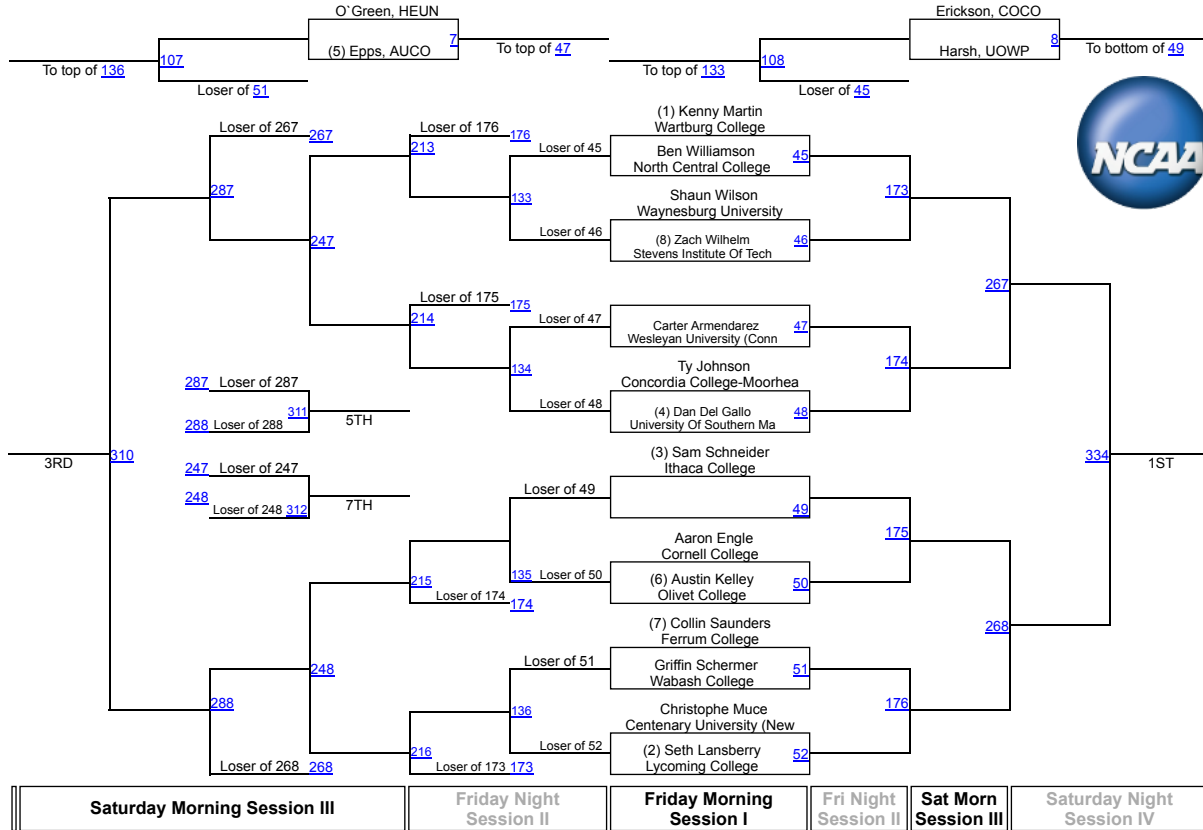 O`Green, HEUN
(5) Epps, AUCO
7
To top of 47
107
To top of 136
Loser of 51
Erickson, COCO
Harsh, UOWP
8
To bottom of 49
108
To top of 133
Loser of 45
NCAA
(1) Kenny Martin
Wartburg College
Loser of 267 267
Loser of 176 176
213
Loser of 45
Ben Williamson
North Central College
45
287
133
173
Shaun Wilson
Waynesburg University
247
Loser of 46
(8) Zach Wilhelm
Stevens Institute Of Tech
46
267
Loser of 175 175
214
Loser of 47
Carter Armendarez
Wesleyan University (Conn
47
134
174
Ty Johnson
Concordia College-Moorhea
287 Loser of 287
311
5TH
288 Loser of 288
Loser of 48
(4) Dan Del Gallo
University Of Southern Ma
48
3RD
310
(3) Sam Schneider
Ithaca College
334
1ST
247 Loser of 247
248
Loser of 248 312
7TH
Loser of 49
49
175
Aaron Engle
Cornell College
215
135 Loser of 50
(6) Austin Kelley
Olivet College
50
Loser of 174 174
268
(7) Collin Saunders
Ferrum College
248
Loser of 51
Griffin Schermer
Wabash College
51
288
136
176
Christophe Muce
Centenary University (New
216
Loser of 52
(2) Seth Lansberry
Lycoming College
52
Loser of 268 268
Loser of 173 173
Saturday Morning Session III
Friday Night
Session II
Friday Morning
Session I
Fri Night
Session II
Sat Morn
Session III
Saturday Night
Session IV